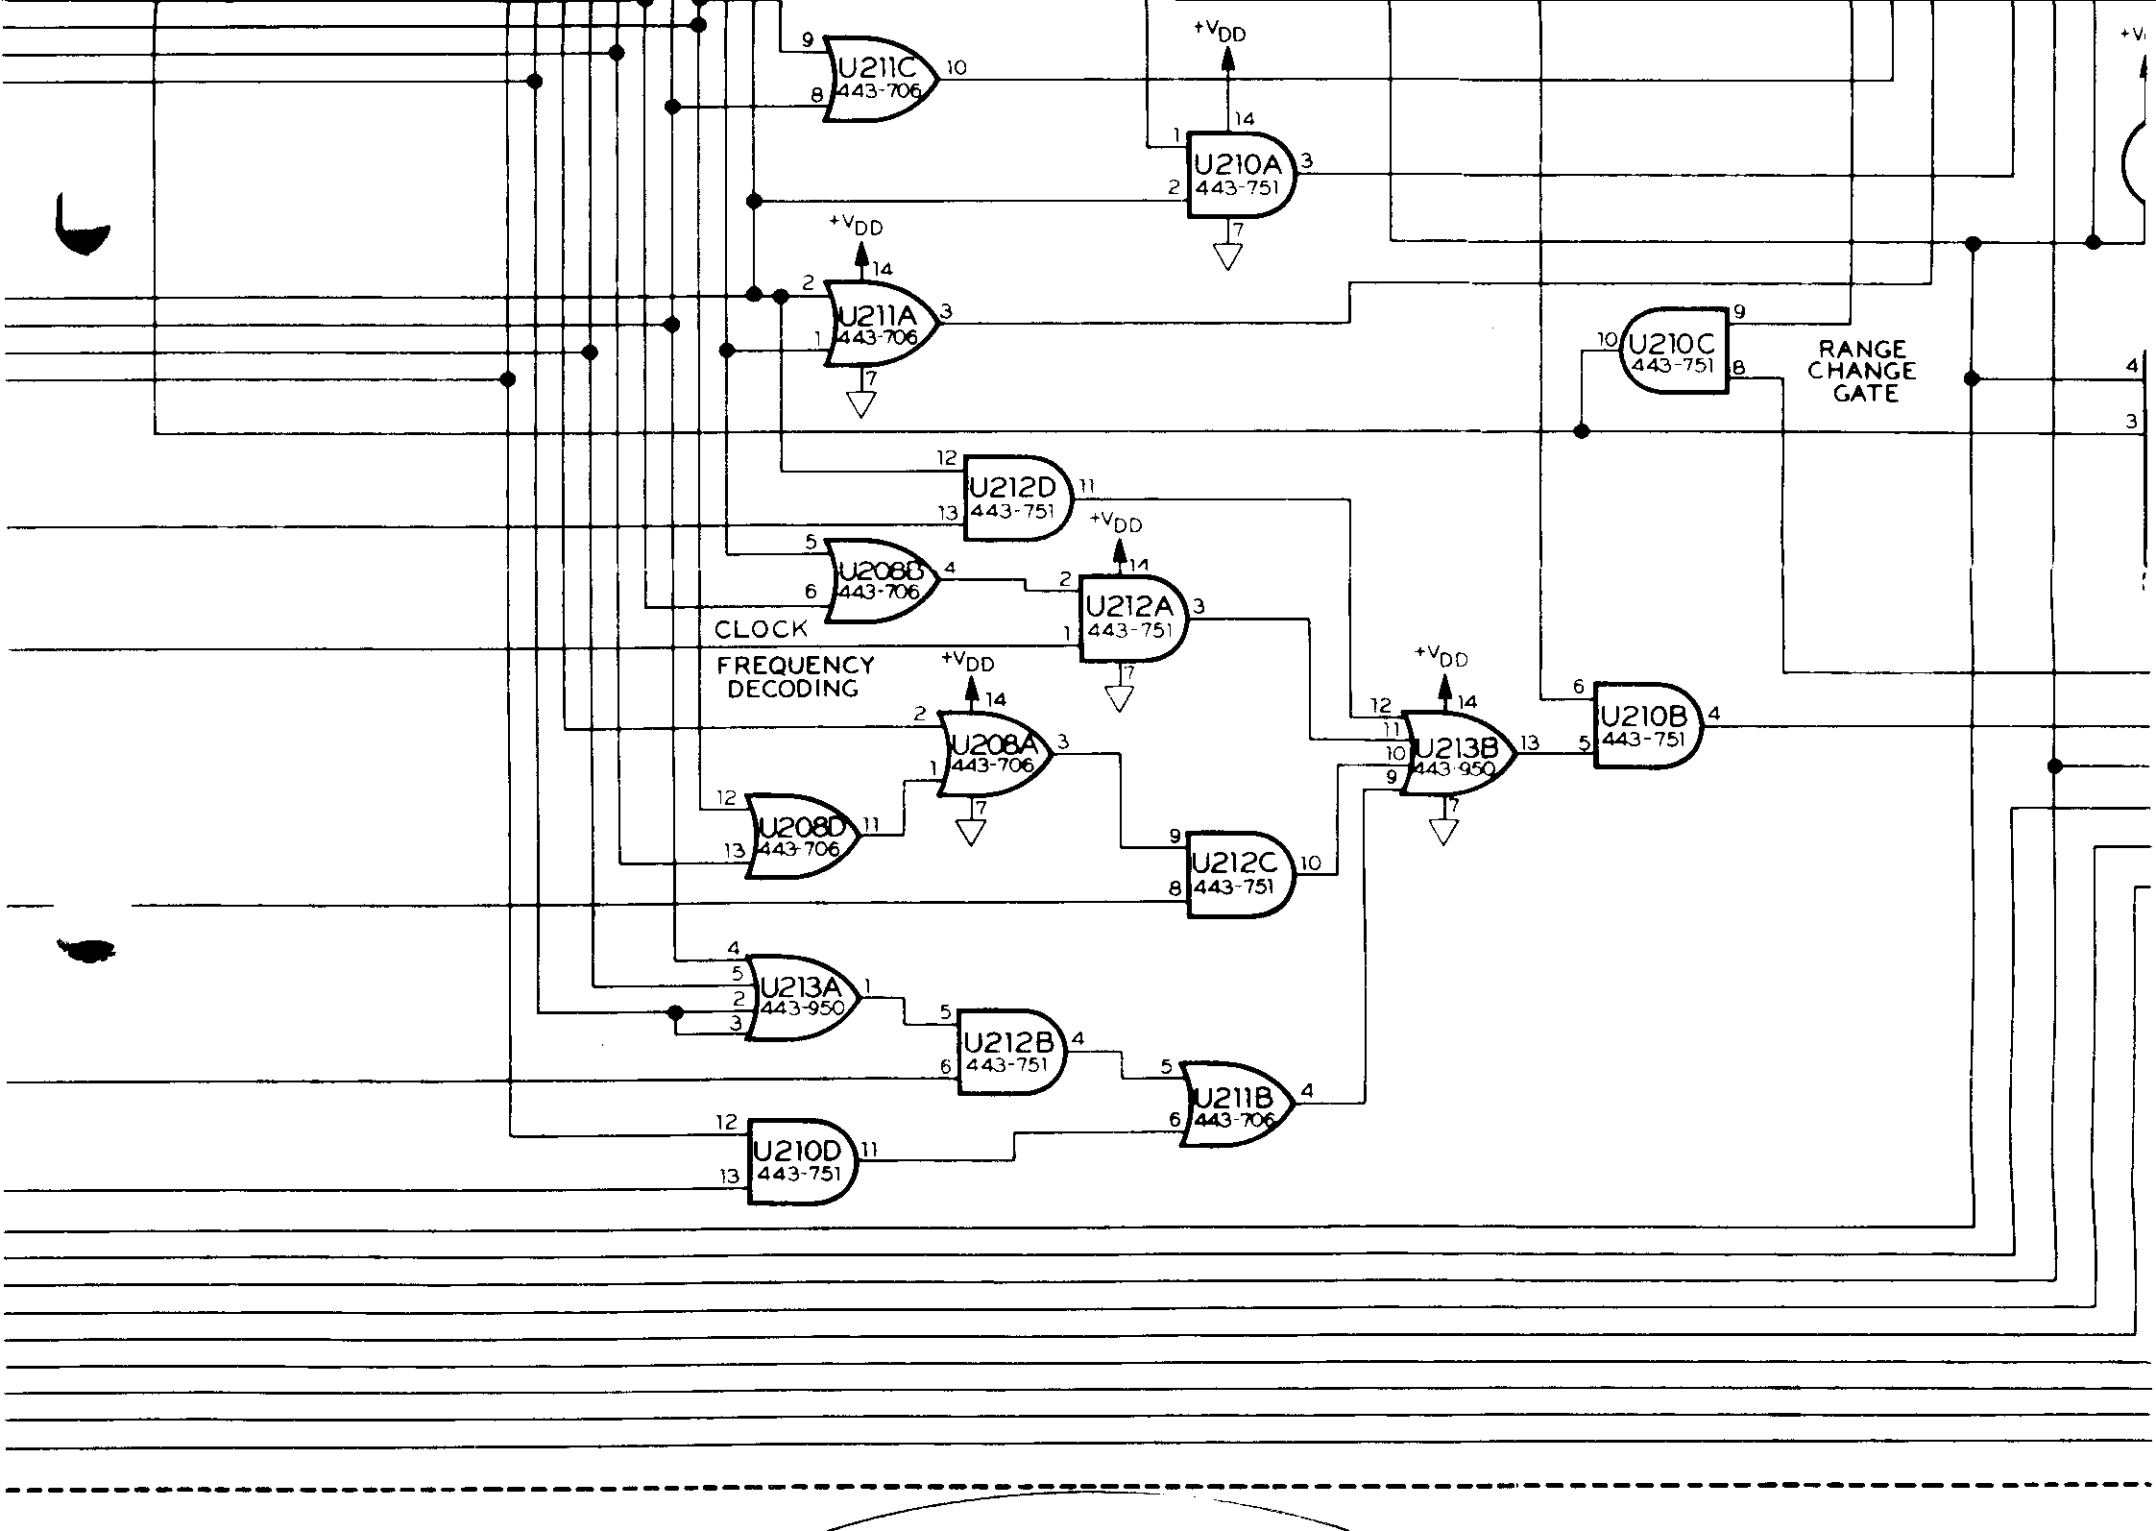 +VDD
+V
9
U211C
10
443-706
8
14
1
U210A
3
2
443-751
7
+VDD
14
2
U211A
3
1
443-706
7
9
10
U210C
443-751
8
RANGE
CHANGE
GATE
4
3
12
U212D
11
13
443-751
+VDD
14
5
U208B
4
443-706
6
2
U212A
3
443-751
1
7
CLOCK
FREQUENCY
DECODING
+VDD
14
2
U208A
3
443-706
1
7
+VDD
14
12
11
U213B
13
10
443-950
9
7
6
U210B
4
443-751
5
12
U208D
11
443-706
13
9
U212C
10
443-751
8
4
5
U213A
1
2
443-950
3
5
U212B
4
443-751
6
5
U211B
4
443-706
6
12
U210D
11
443-751
13